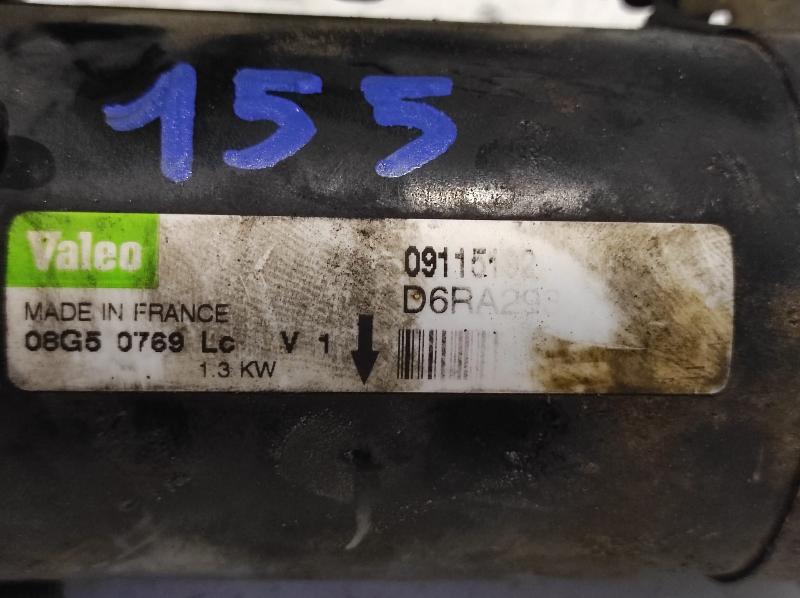 155
Valeo
MADE IN FRANCE
08G5 0769 Lc V 1
1.3 KW